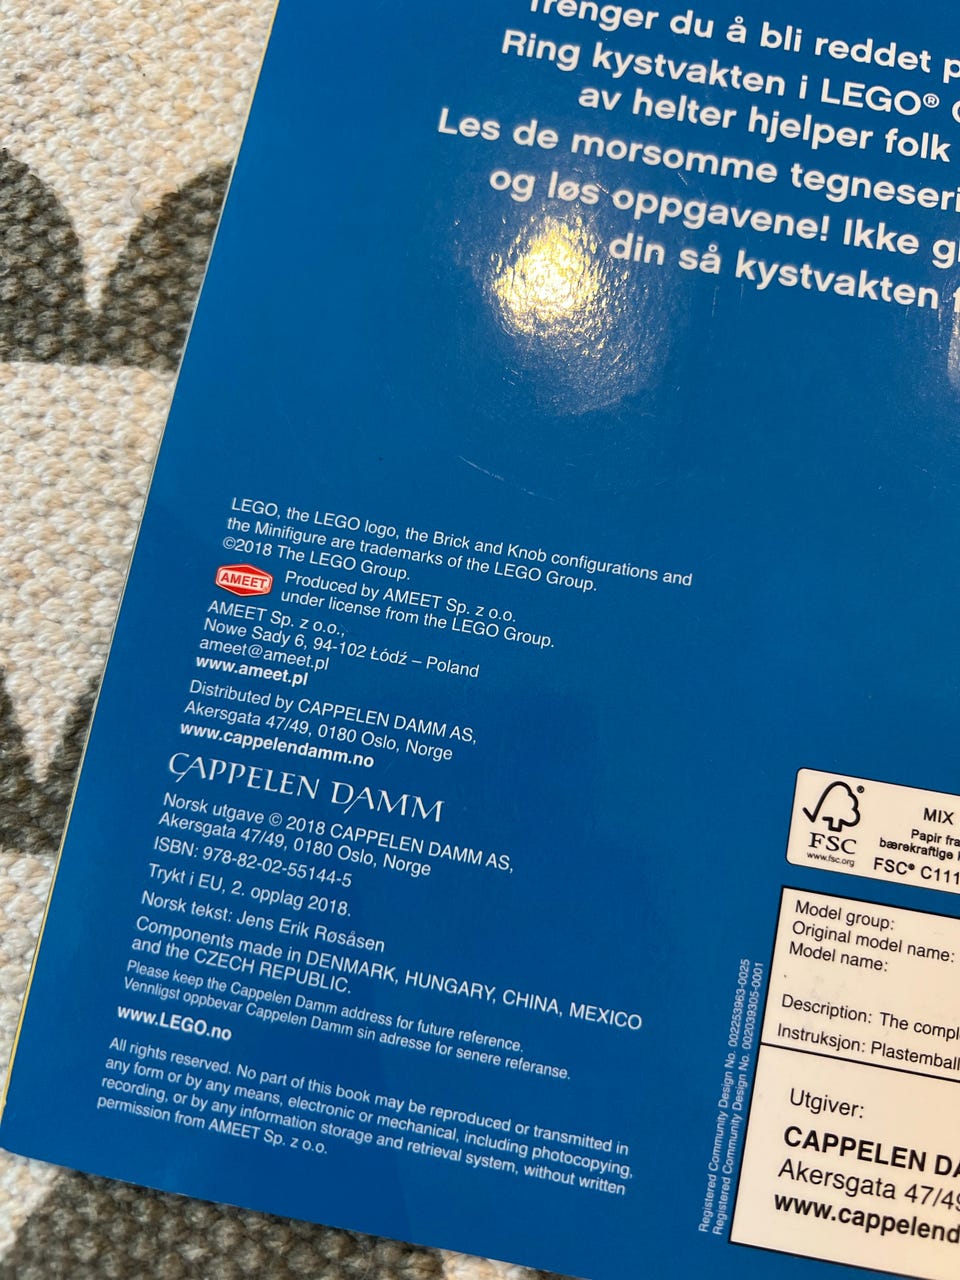 Trenger du å bli reddet
Ring kystvakten i LEGO®
av helter hjelper folk
Les de morsomme
og løs oppgavene! Ikke
din så kystvakten
LEGO, the LEGO logo, the Brick and Knob configurations and
the Minifigure are trademarks of the LEGO Group.
©2018 The LEGO Group.
AMEET
Produced by AMEET Sp. z o.o.
under license from the LEGO Group.
AMEET Sp. z o.o.,
Nowe Sady 6, 94-102 Łódź – Poland
ameet@ameet.pl
www.ameet.pl
Distributed by CAPPELEN DAMM AS,
Akersgata 47/49, 0180 Oslo, Norge
www.cappelendamm.no
CAPPELEN DAMM
Norsk utgave © 2018 CAPPELEN DAMM AS,
Akersgata 47/49, 0180 Oslo, Norge
ISBN: 978-82-02-55144-5
Trykt i EU, 2. opplag 2018.
Norsk tekst: Jens Erik Røsåsen
Components made in DENMARK, HUNGARY, CHINA, MEXICO
and the CZECH REPUBLIC.
Please keep the Cappelen Damm address for future reference.
Vennligst oppbevar Cappelen Damm sin adresse for senere referanse.
www.LEGO.no
All rights reserved. No part of this book may be reproduced or transmitted in
any form or by any means, electronic or mechanical, including photocopying,
recording, or by any information storage and retrieval system, without written
permission from AMEET Sp. z o.o.
Registered Community Design No. 002253963-0025
Registered Community Design No. 002039305-0001
FSC®
www.fsc.org
MIX
Papir fra
bærekraftige
FSC® C111
Model group:
Original model name:
Model name:
Description: The
Instruksjon:
Utgiver:
CAPPELEN
Akersgata